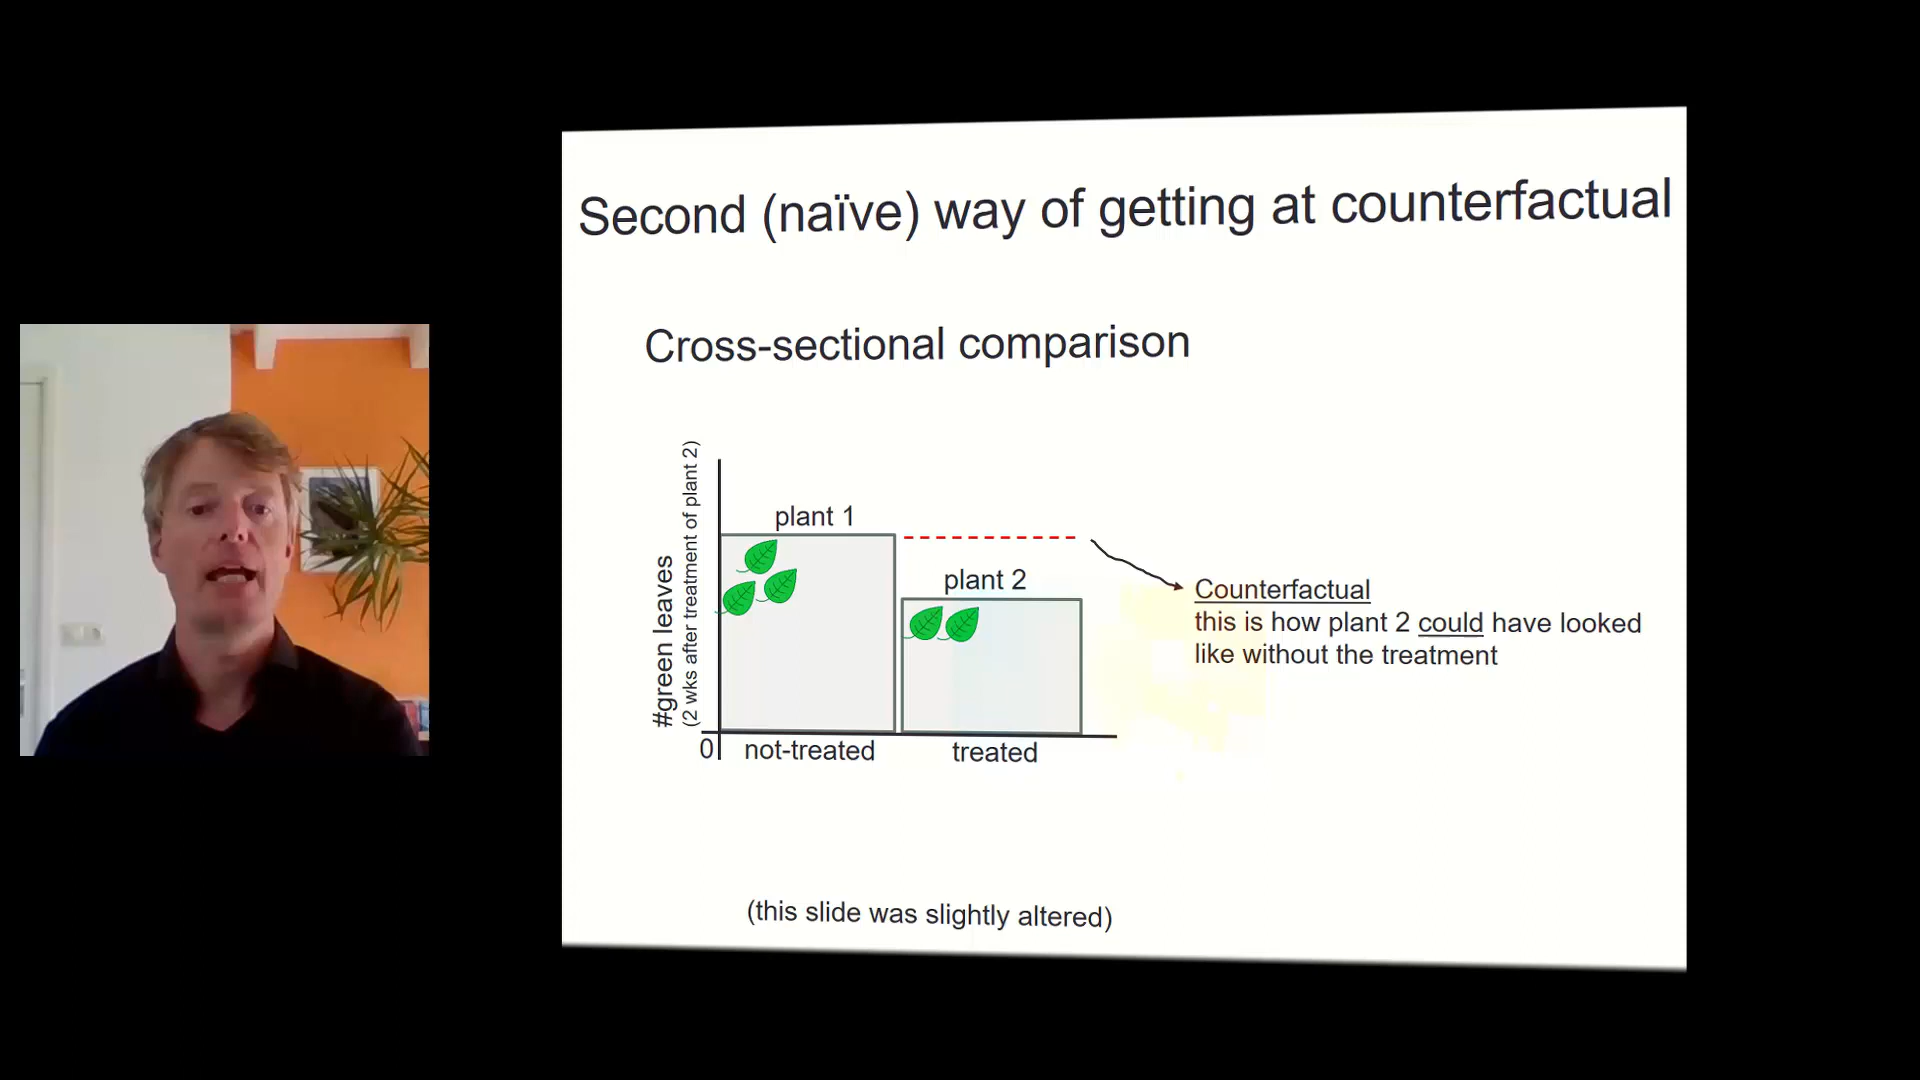 Second (naïve) way of getting at counterfactual
Cross-sectional comparison
#green leaves
(2 wks after treatment of plant 2)
plant 1
plant 2
0
not-treated
treated
Counterfactual
this is how plant 2 could have looked
like without the treatment
(this slide was slightly altered)